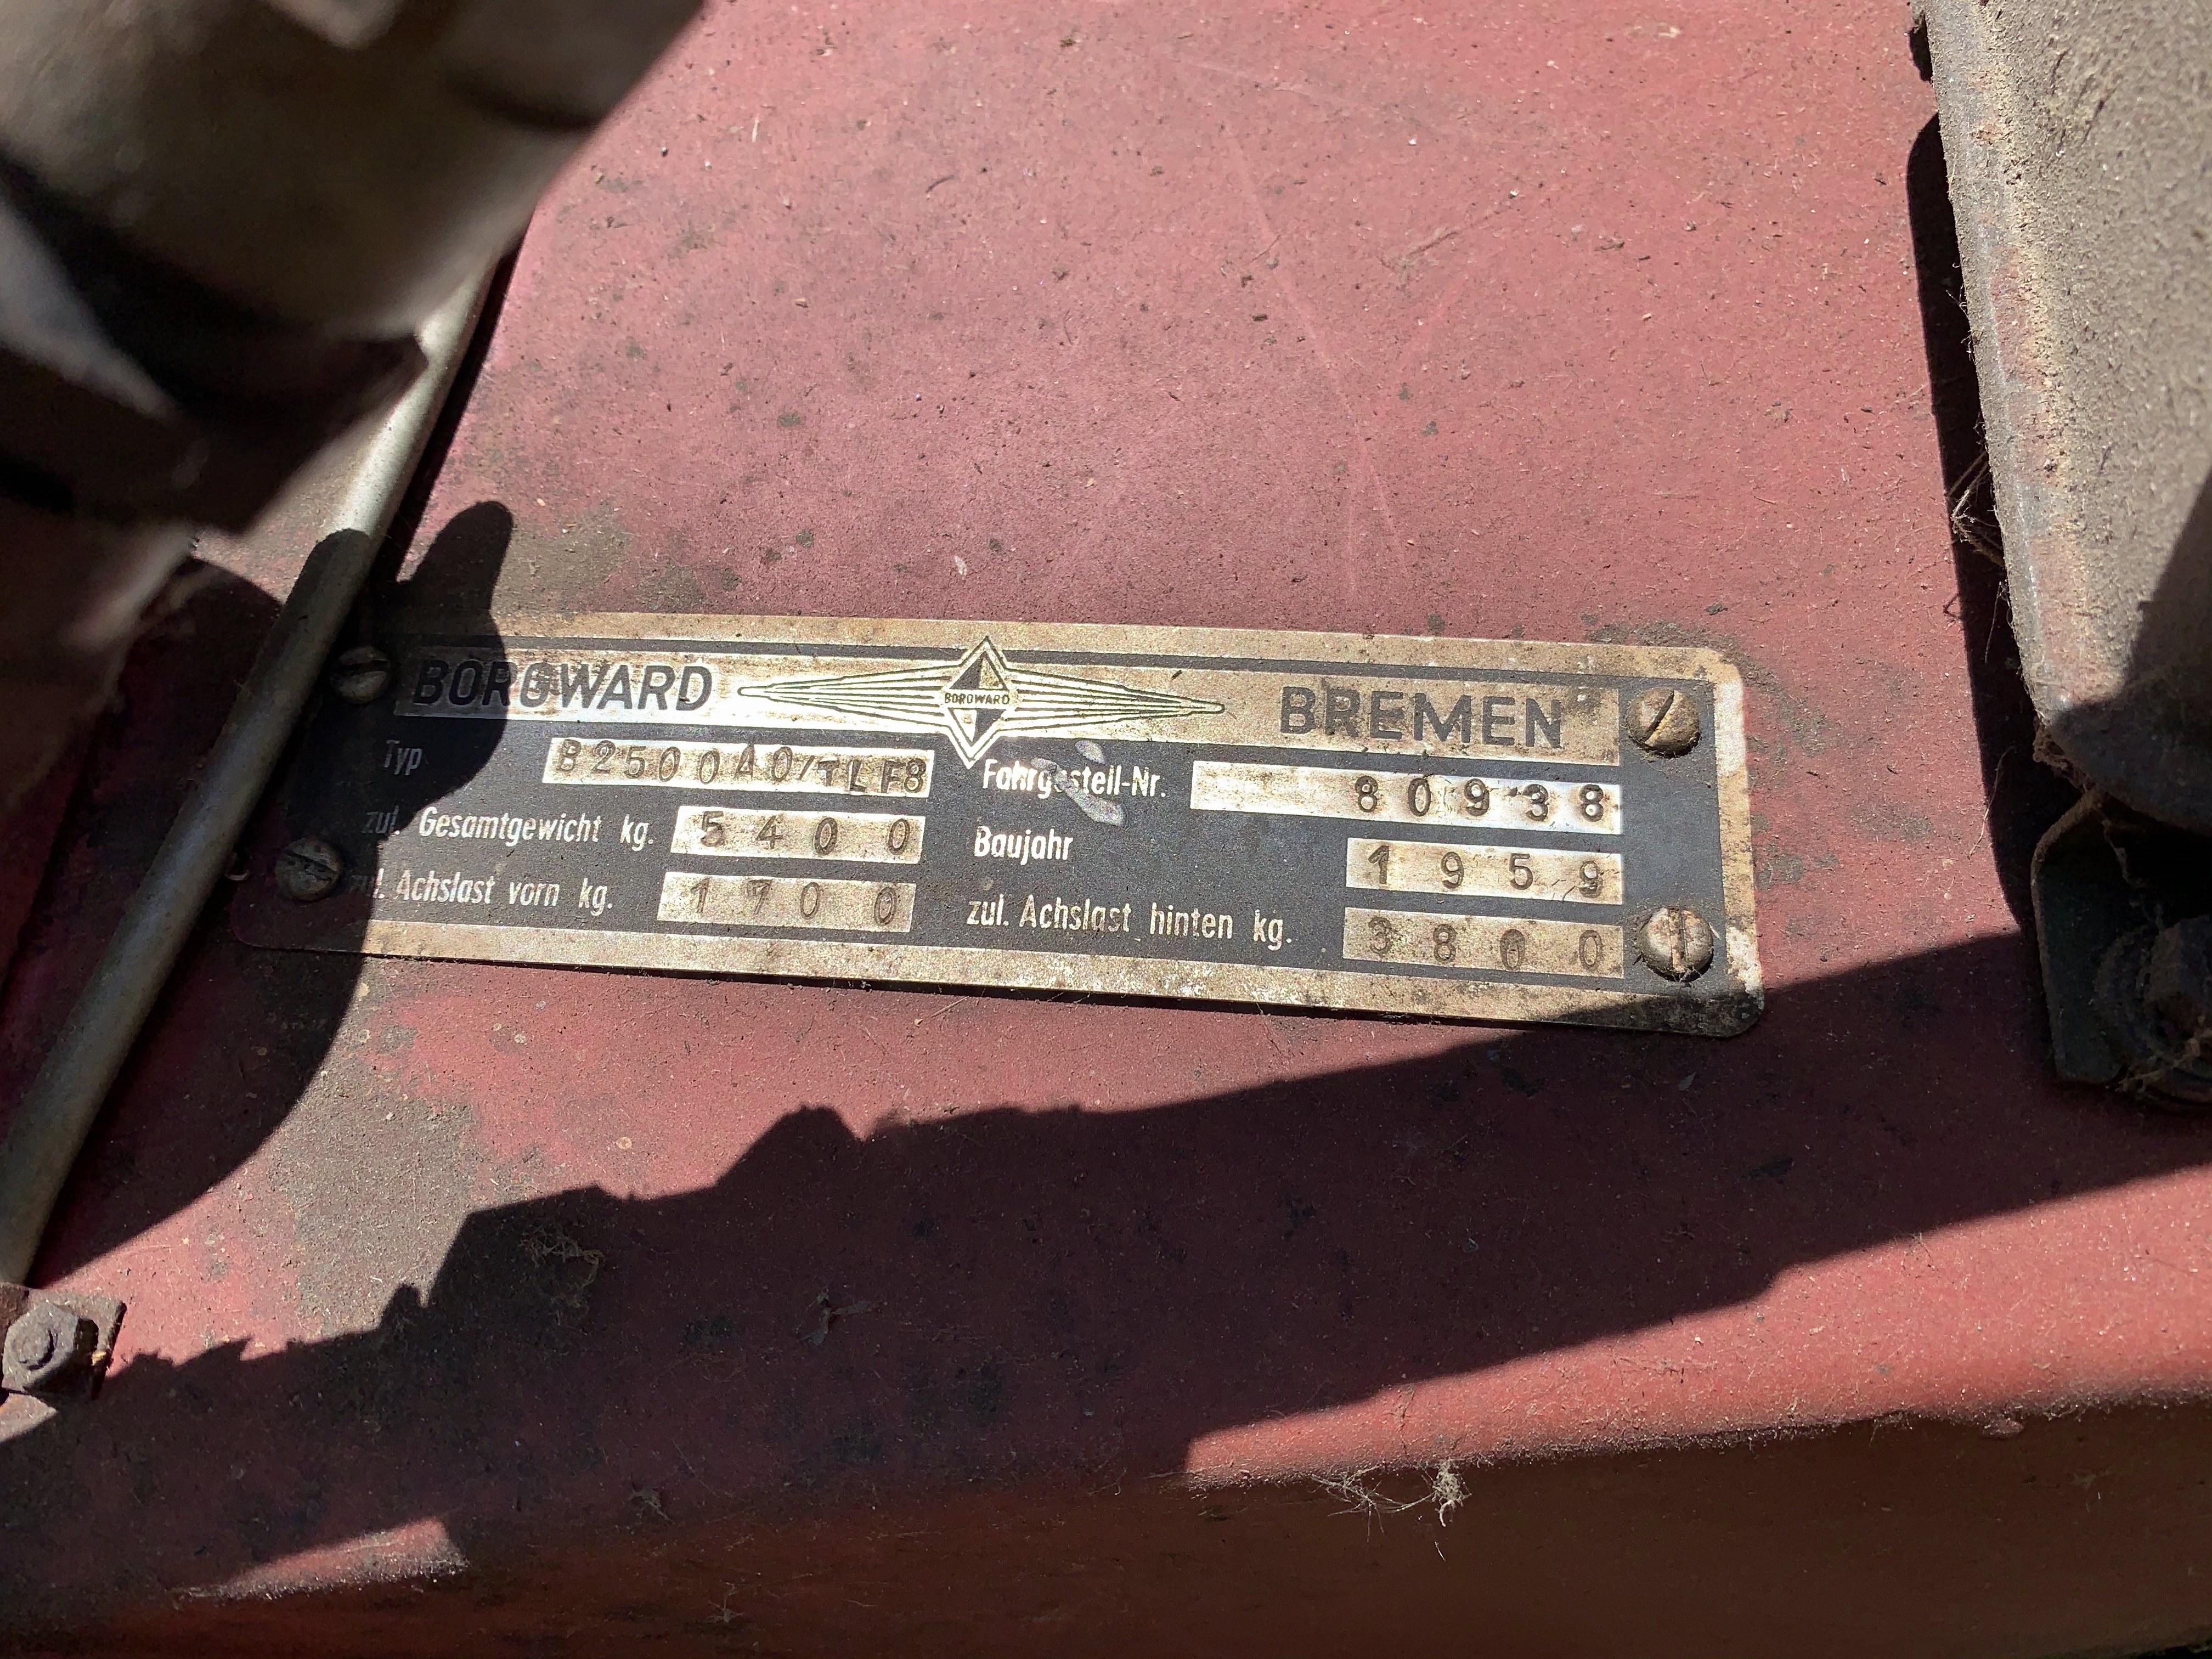 BORGWARD BORGWARD BREMEN
Typ B2500AO/TLF8 Fahrgestell-Nr. 80938
zul. Gesamtgewicht kg. 5400 Baujahr 1959
zul. Achslast vorn kg. 1700 zul. Achslast hinten kg. 3800